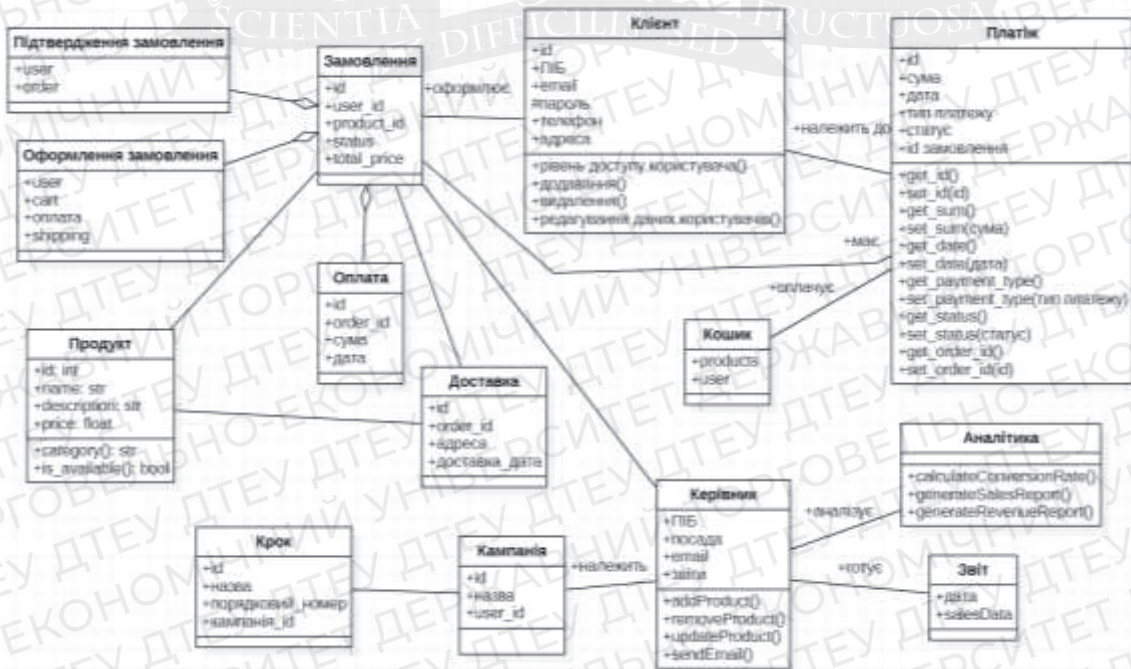 Підтвердження замовлення
+user
+order
Оформлення замовлення
+user
+cart
+оплата
+shipping
Замовлення
+id
+user_id
+product_id
+status
+total_price
+оформлює
Клієнт
+id
+ПІБ
+email
#пароль
+телефон
+адреса
+рівень доступу користувача()
+додавання()
+видалення()
+редагування даних користувачів()
+належить до
Платіж
+id
+сума
+дата
+тип платежу
+статус
+id замовлення
+get_id()
+set_id(id)
+get_sum()
+set_sum(сума)
+get_date()
+set_date(дата)
+get_payment_type()
+set_payment_type(тип платежу)
+get_status()
+set_status(статус)
+get_order_id()
+set_order_id(id)
+має
+оплачує
Оплата
+id
+order_id
+сума
+дата
Кошик
+products
+user
Продукт
+id: int
+name: str
+description: str
+price: float
+category(): str
+is_available(): bool
Доставка
+id
+order_id
+адреса
+доставка_дата
Аналітика
+calculateConversionRate()
+generateSalesReport()
+generateRevenueReport()
Керівник
+ПІБ
+посада
+email
+звіти
+addProduct()
+removeProduct()
+updateProduct()
+sendEmail()
+аналізує
+готує
Крок
+id
+назва
+порядковий_номер
+кампанія_id
Кампанія
+id
+назва
+user_id
+належить
Звіт
+дата
+salesData
SCIENTIA DIFFICILIS SED FRUCTUOSA